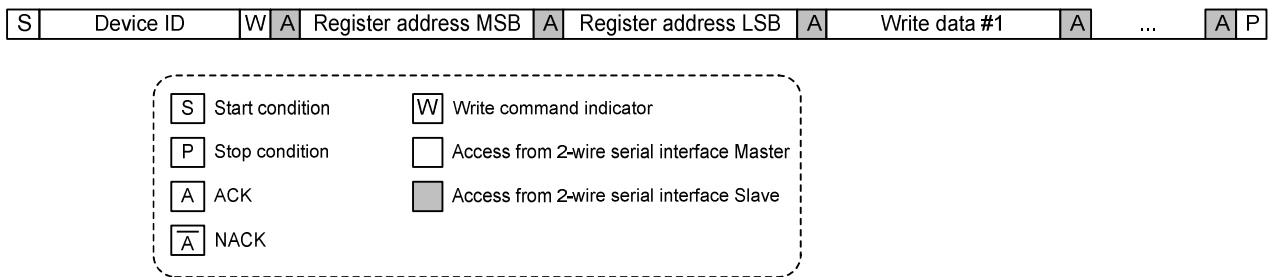 S Device ID W A Register address MSB A Register address LSB A Write data #1 A ... A P
S Start condition W Write command indicator
P Stop condition Access from 2-wire serial interface Master
A ACK Access from 2-wire serial interface Slave
A NACK